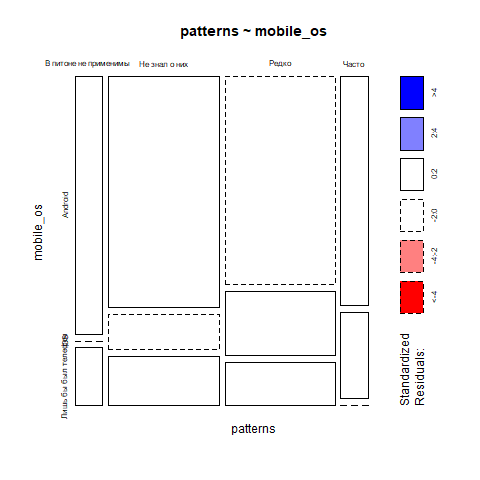 patterns ~ mobile_os
В питоне не применимы
Не знал о них
Редко
Часто
Android
Лишь бы был телефон
mobile_os
patterns
>4
2:4
0:2
-2:0
-4:-2
<-4
Standardized
Residuals: